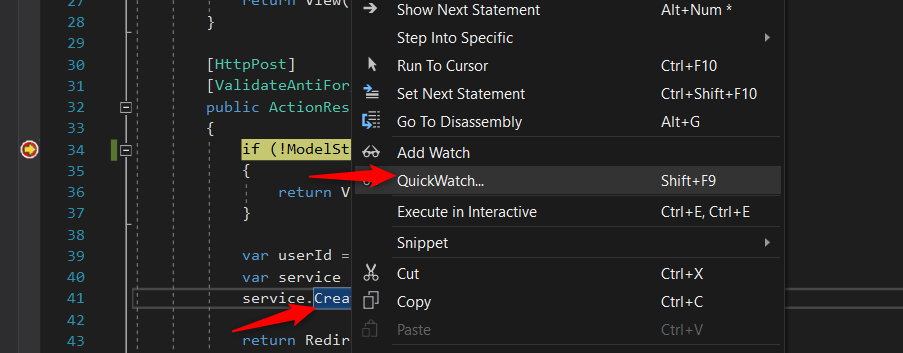 27 return View(
28 }
29
30 [HttpPost]
31 [ValidateAntiFor
32 public ActionRes
33 {
34 if (!ModelSt
35 {
36 return V
37 }
38
39 var userId =
40 var service
41 service.Crea
42
43 return Redir
Show Next Statement Alt+Num *
Step Into Specific
Run To Cursor Ctrl+F10
Set Next Statement Ctrl+Shift+F10
Go To Disassembly Alt+G
Add Watch
QuickWatch... Shift+F9
Execute in Interactive Ctrl+E, Ctrl+E
Snippet
Cut Ctrl+X
Copy Ctrl+C
Paste Ctrl+V